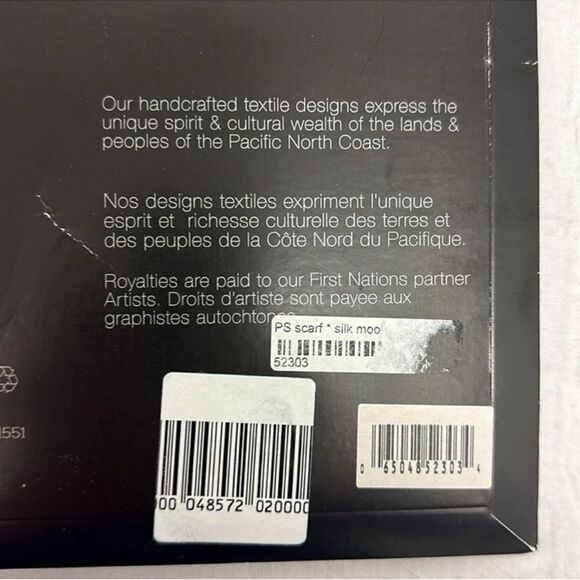 Our handcrafted textile designs express the
unique spirit & cultural wealth of the lands &
peoples of the Pacific North Coast.
Nos designs textiles expriment l'unique
esprit et richesse culturelle des terres et
des peuples de la Côte Nord du Pacifique.
Royalties are paid to our First Nations partner
Artists. Droits d'artiste sont payee aux
graphistes autochtones
PS scarf * silk moo
52303
1551
00 048572 02000
0 65048 52303 4